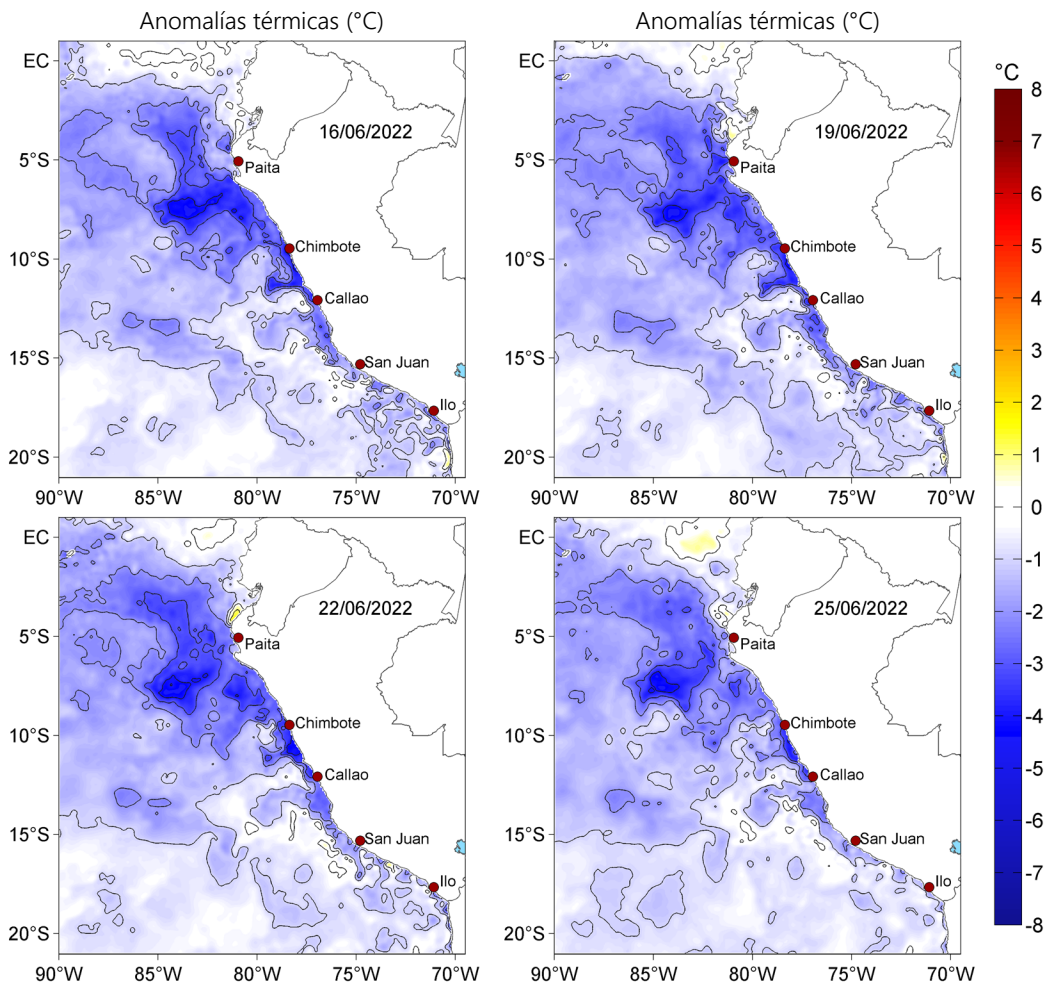 Anomalías térmicas (°C)
Anomalías térmicas (°C)
°C
EC
5°S
10°S
15°S
20°S
90°W
85°W
80°W
75°W
70°W
16/06/2022
Paita
Chimbote
Callao
San Juan
Ilo
EC
5°S
10°S
15°S
20°S
90°W
85°W
80°W
75°W
70°W
19/06/2022
Paita
Chimbote
Callao
San Juan
Ilo
EC
5°S
10°S
15°S
20°S
90°W
85°W
80°W
75°W
70°W
22/06/2022
Paita
Chimbote
Callao
San Juan
Ilo
EC
5°S
10°S
15°S
20°S
90°W
85°W
80°W
75°W
70°W
25/06/2022
Paita
Chimbote
Callao
San Juan
Ilo
8
7
6
5
4
3
2
1
0
-1
-2
-3
-4
-5
-6
-7
-8